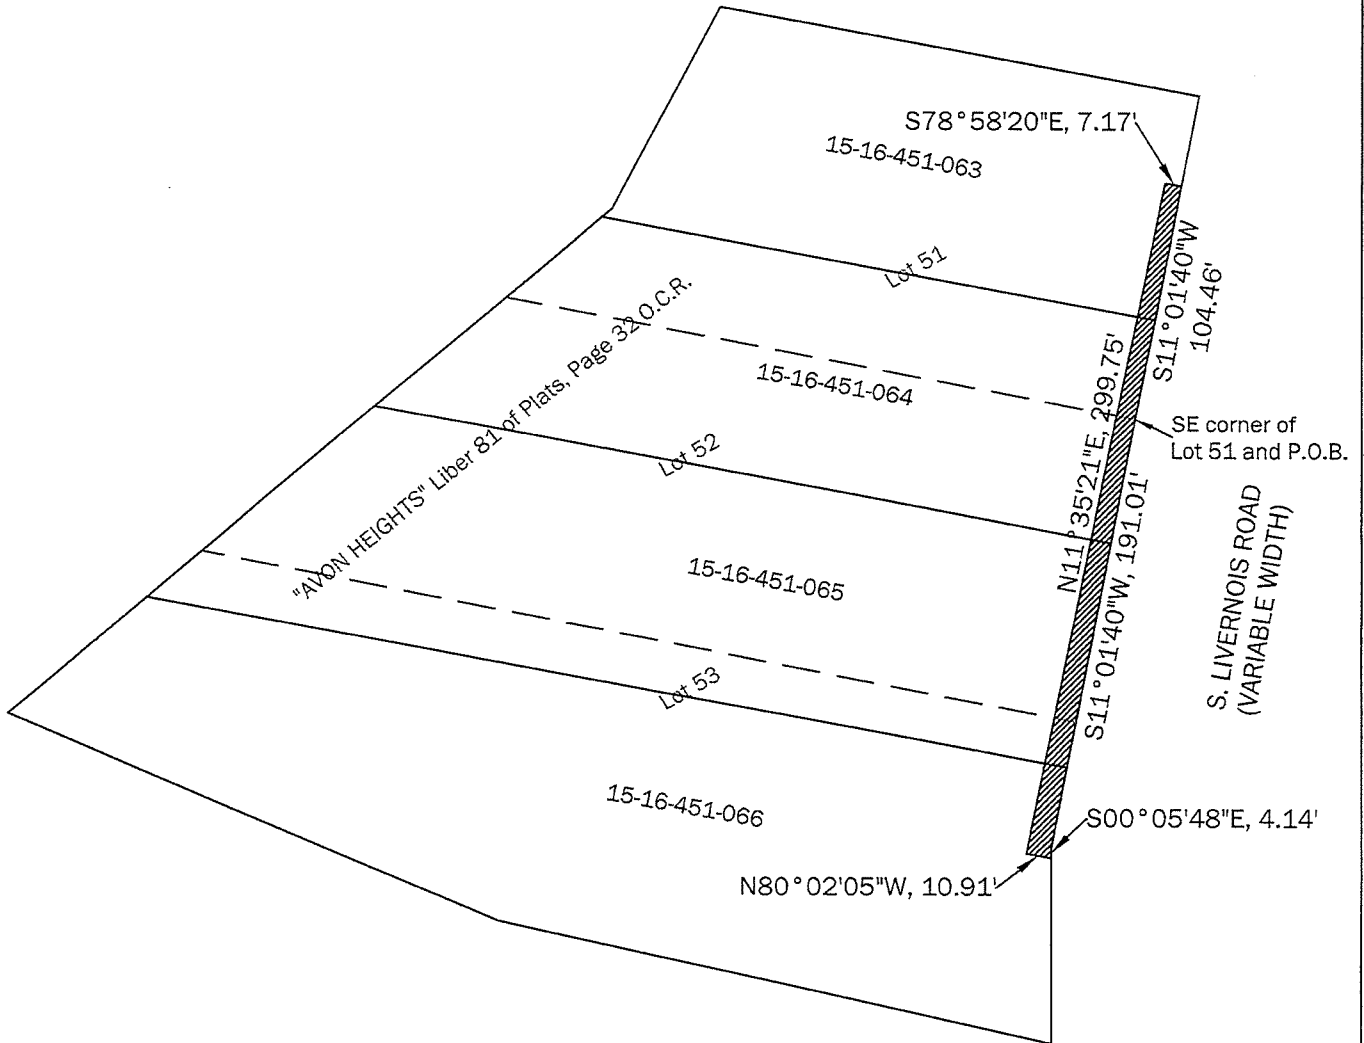 S78°58'20"E, 7.17'
15-16-451-063
S11°01'40"W
104.46'
Lot 51
"AVON HEIGHTS" Liber 81 of Plats, Page 32 O.C.R.
15-16-451-064
N11°35'21"E, 299.75'
SE corner of
Lot 51 and P.O.B.
Lot 52
S11°01'40"W, 191.01'
S. LIVERNOIS ROAD
(VARIABLE WIDTH)
15-16-451-065
Lot 53
15-16-451-066
S00°05'48"E, 4.14'
N80°02'05"W, 10.91'